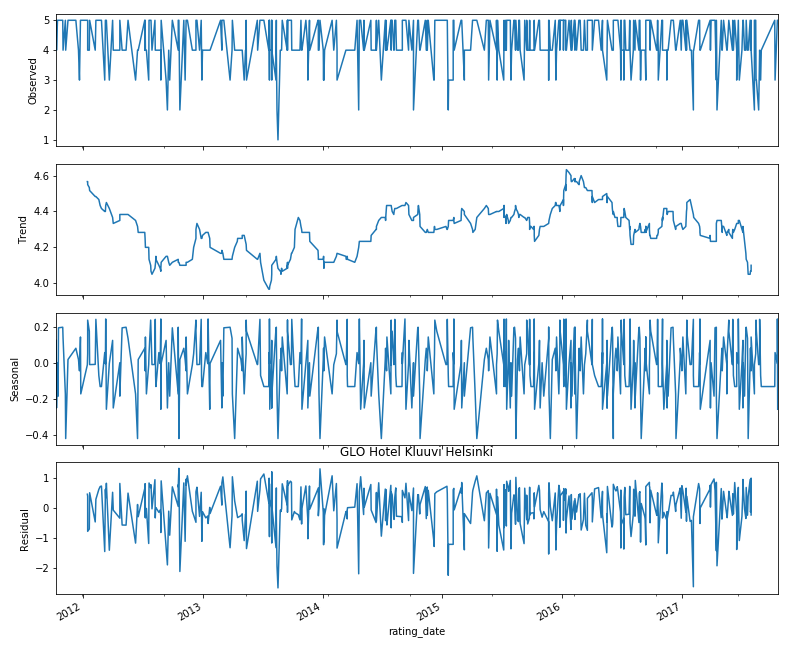 5
4
3
2
1
Observed
4.6
4.4
4.2
4.0
Trend
0.2
0.0
−0.2
−0.4
Seasonal
GLO Hotel Kluuvi Helsinki
1
0
−1
−2
Residual
2012 2013 2014 2015 2016 2017
rating_date